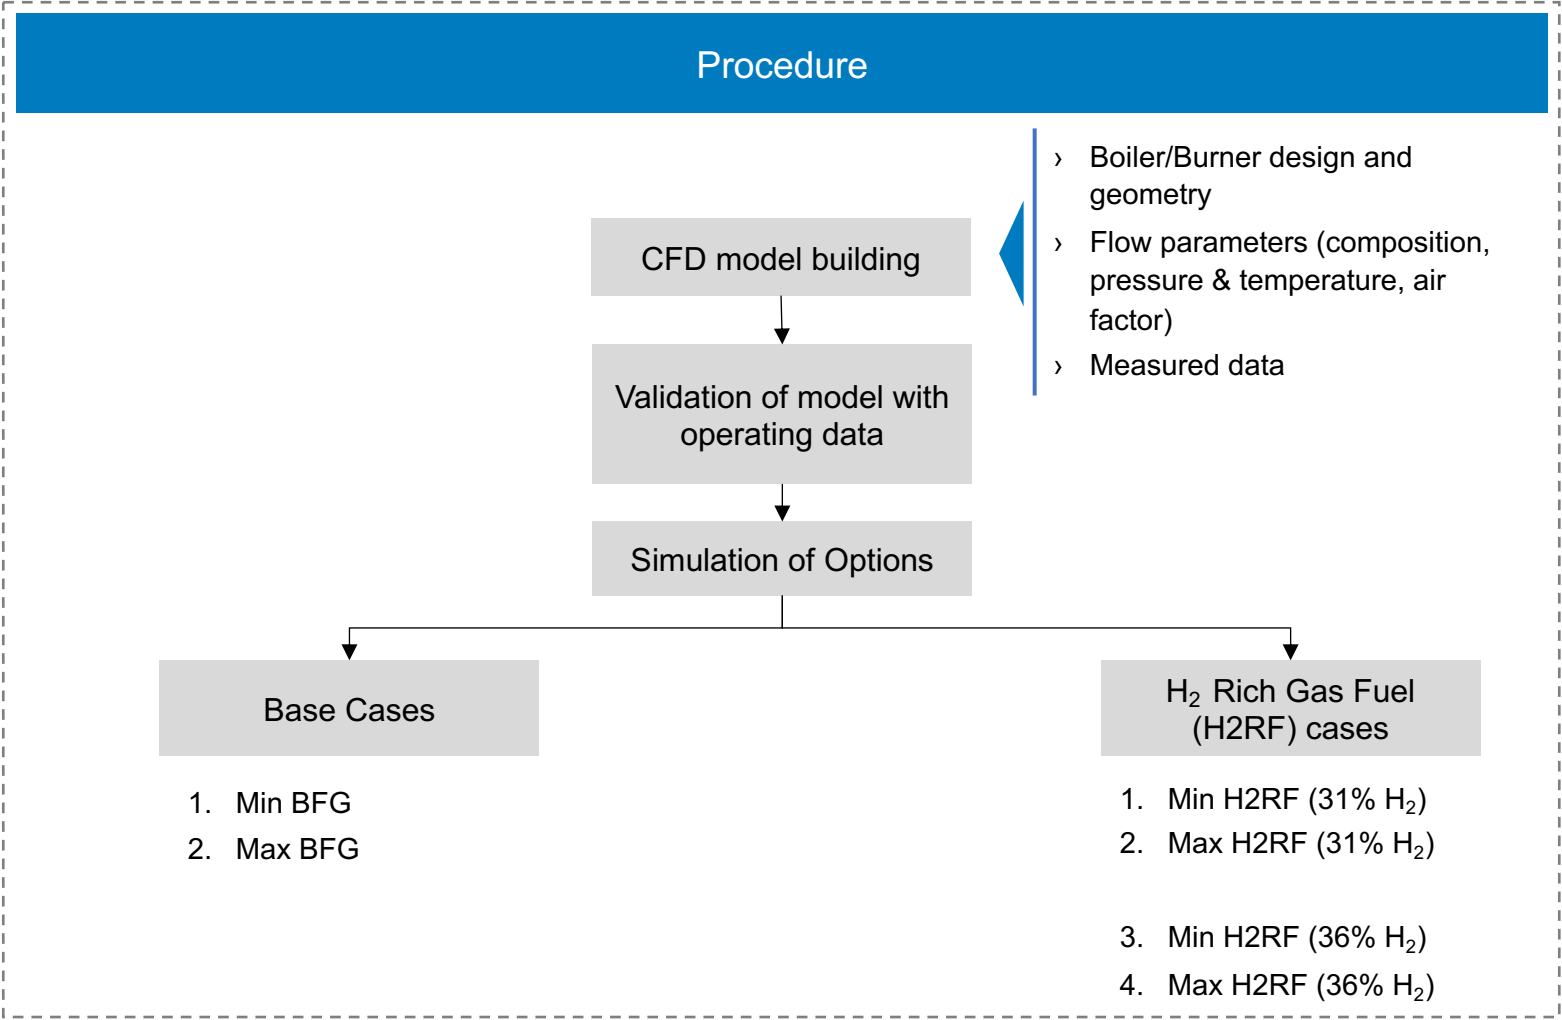 Procedure
› Boiler/Burner design and
geometry
› Flow parameters (composition,
pressure & temperature, air
factor)
› Measured data
CFD model building
Validation of model with
operating data
Simulation of Options
Base Cases
1. Min BFG
2. Max BFG
H₂ Rich Gas Fuel
(H2RF) cases
1. Min H2RF (31% H₂)
2. Max H2RF (31% H₂)
3. Min H2RF (36% H₂)
4. Max H2RF (36% H₂)